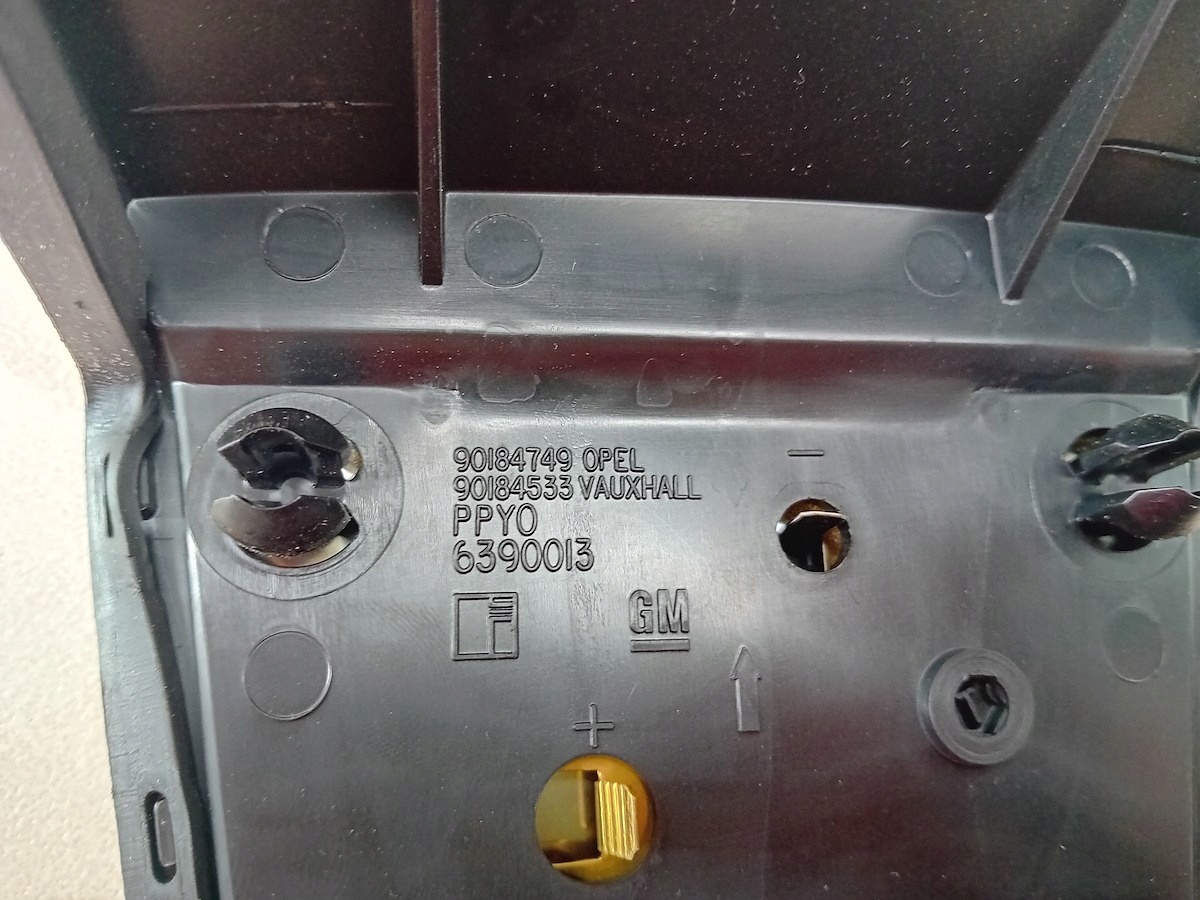 90184749 OPEL
90184533 VAUXHALL
PPYO
6390013
GM